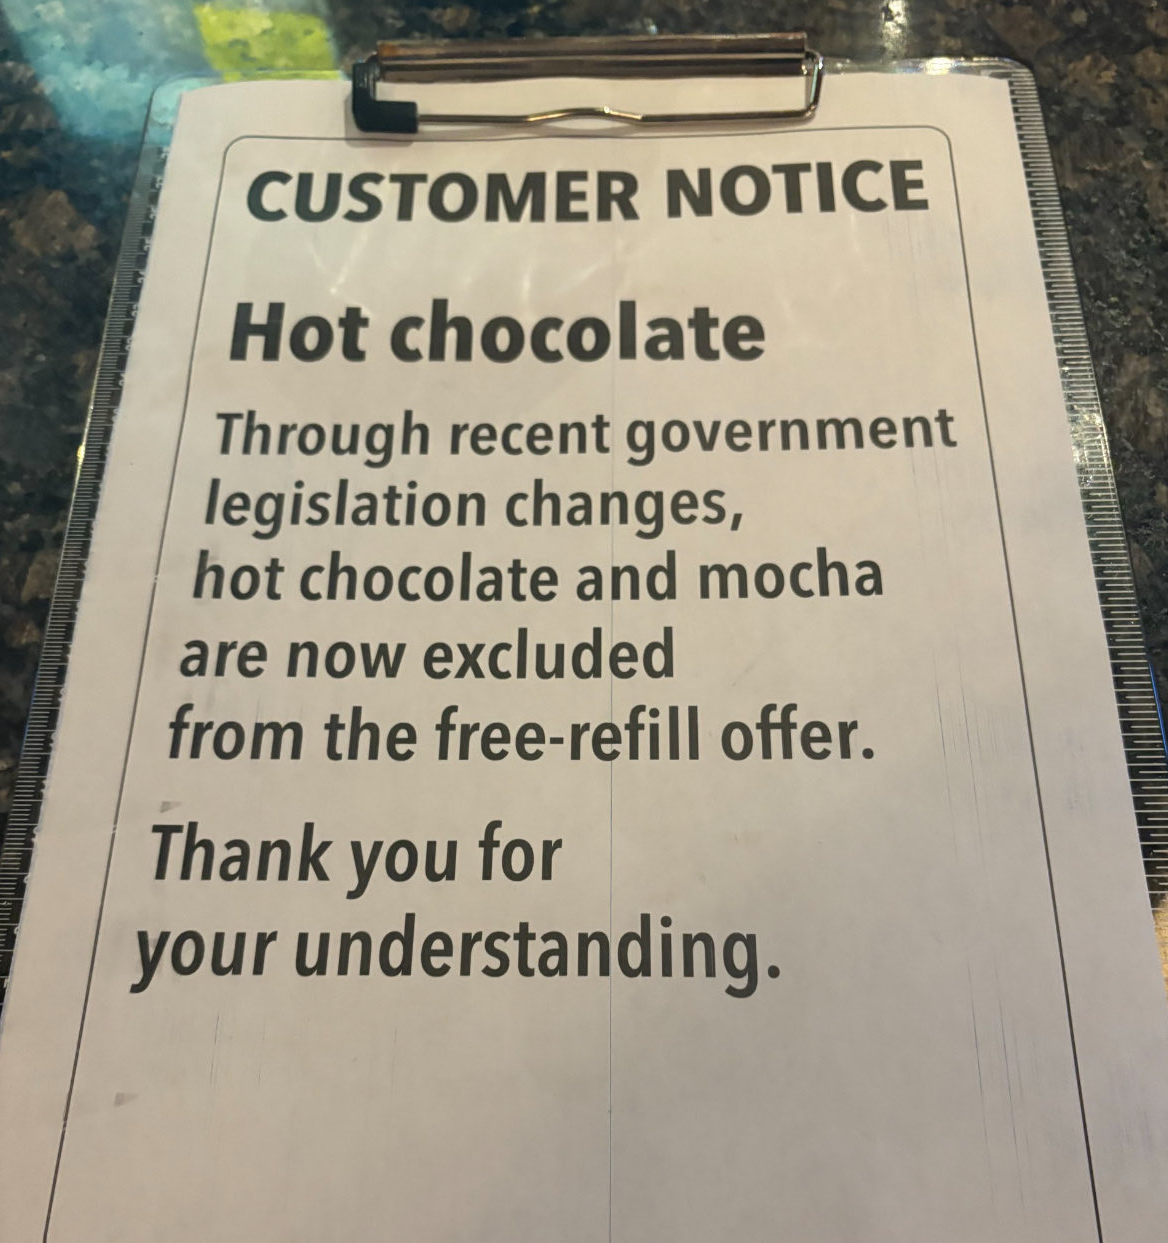 CUSTOMER NOTICE
Hot chocolate
Through recent government
legislation changes,
hot chocolate and mocha
are now excluded
from the free-refill offer.
Thank you for
your understanding.